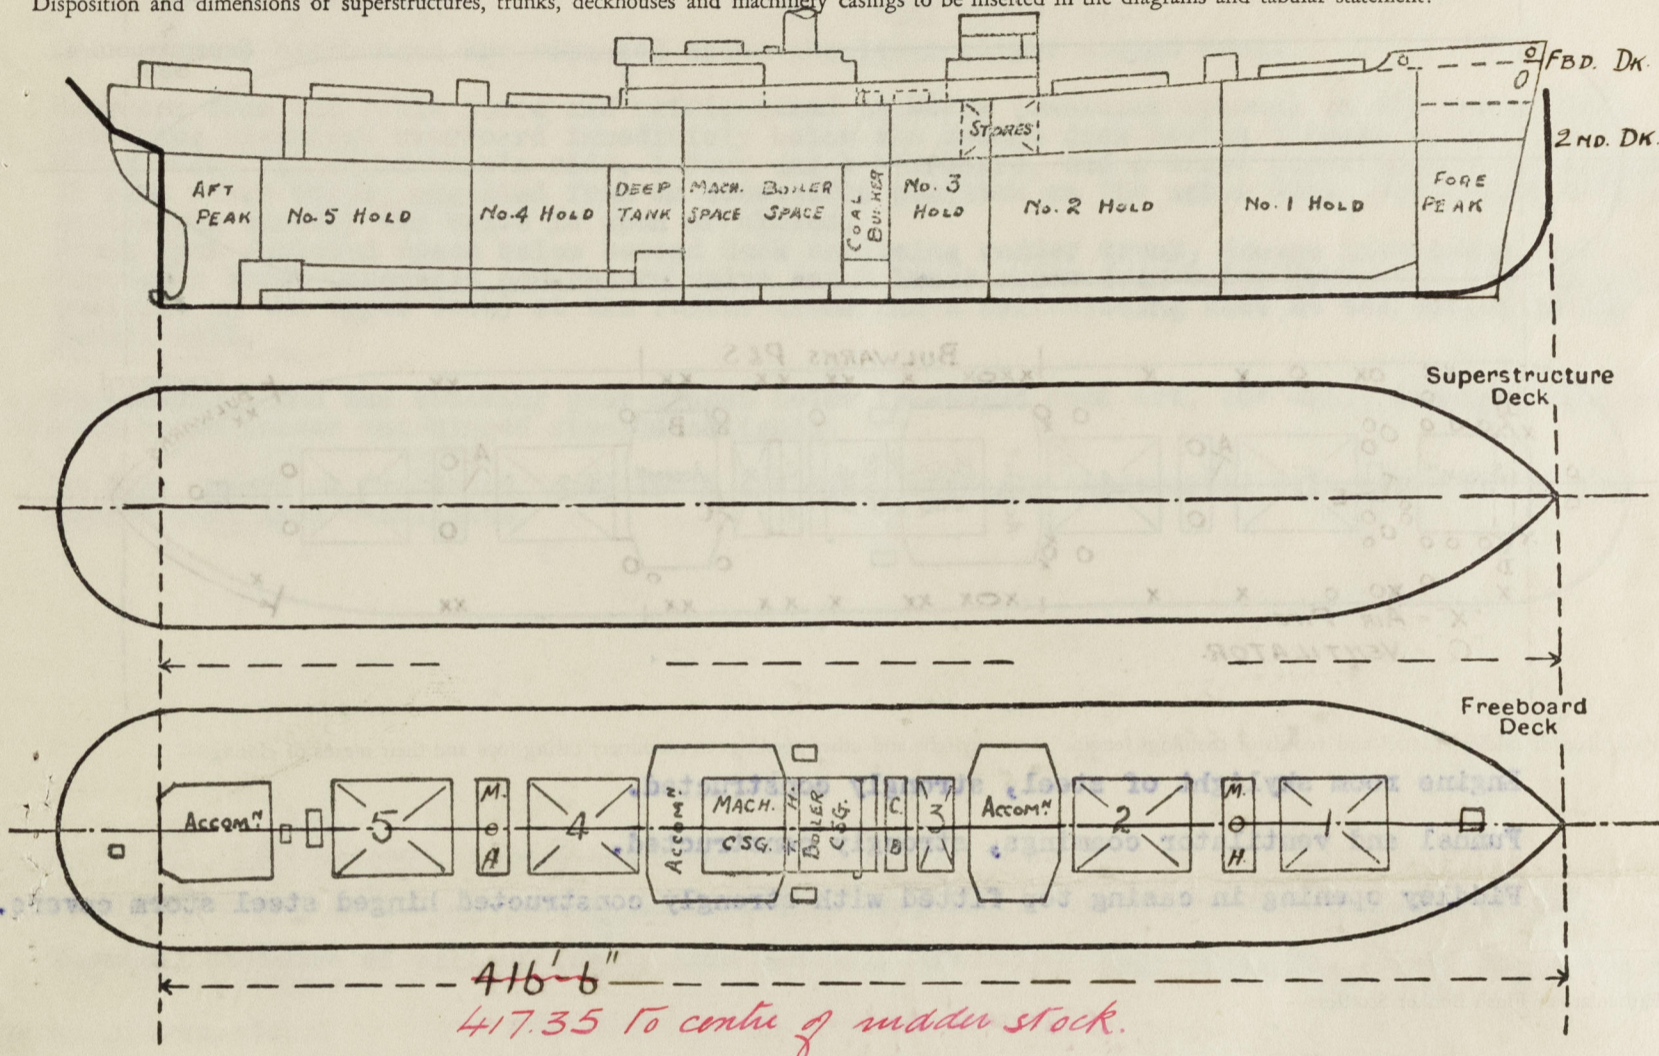 Disposition and dimensions of superstructures, trunks, deckhouses and machinery casings to be inserted in the diagrams and tabular statement.
FBD. DK.
STORES
2ND. DK.
AFT PEAK
No. 5 HOLD
No. 4 HOLD
DEEP TANK
MACH. SPACE
BOILER SPACE
COAL BUNKER
No. 3 HOLD
No. 2 HOLD
No. 1 HOLD
FORE PEAK
BULWARKS P&S
Superstructure
Deck
X - AIR
VENTILATOR
Freeboard
Deck
Engine room skylight of steel, strongly constructed.
ACCOMN.
5
M. H
4
ACCOMN.
MACH. CSG.
T. H.
BOILER CSG.
C. B
3
ACCOMN
2
M. H.
1
Funnel and ventilator coamings, strongly constructed.
Fiddley opening in casing top fitted with strongly constructed hinged steel storm covers.
416'-6"
417.35 To centre of rudder stock.